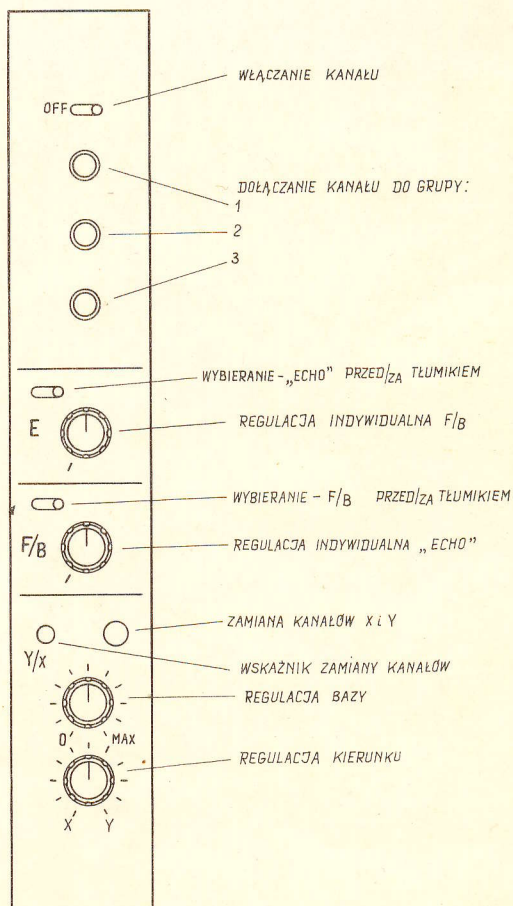 WŁĄCZANIE KANAŁU
OFF
DOŁĄCZANIE KANAŁU DO GRUPY:
1
2
3
WYBIERANIE - „ECHO” PRZED/ZA TŁUMIKIEM
E
REGULACJA INDYWIDUALNA F/B
WYBIERANIE - F/B PRZED/ZA TŁUMIKIEM
F/B
REGULACJA INDYWIDUALNA „ECHO”
ZAMIANA KANAŁÓW X i Y
Y/X
WSKAŹNIK ZAMIANY KANAŁÓW
REGULACJA BAZY
0 MAX
REGULACJA KIERUNKU
X Y